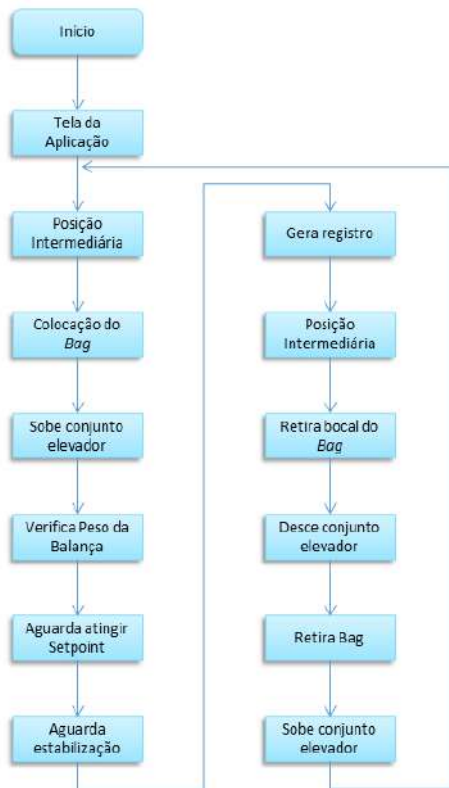 Início
Tela da
Aplicação
Posição
Intermediária
Colocação do
Bag
Sobe conjunto
elevador
Verifica Peso da
Balança
Aguarda atingir
Setpoint
Aguarda
estabilização
Gera registro
Posição
Intermediária
Retira bocal do
Bag
Desce conjunto
elevador
Retira Bag
Sobe conjunto
elevador